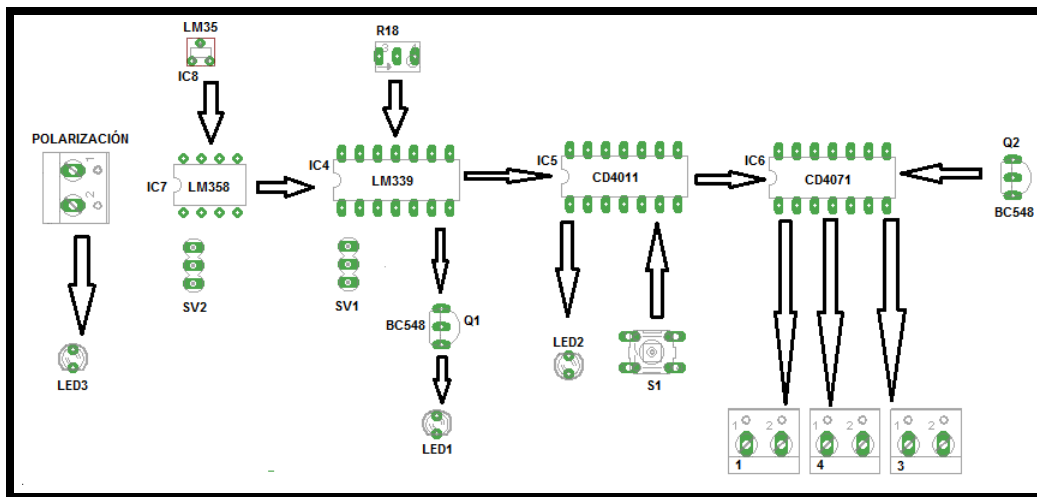 LM35
IC8
R18
3
POLARIZACIÓN
1
2
IC7
LM358
IC4
LM339
IC5
CD4011
IC6
CD4071
Q2
BC548
SV2
SV1
BC548
Q1
LED3
LED2
S1
LED1
1
2
1
1
2
4
1
2
3